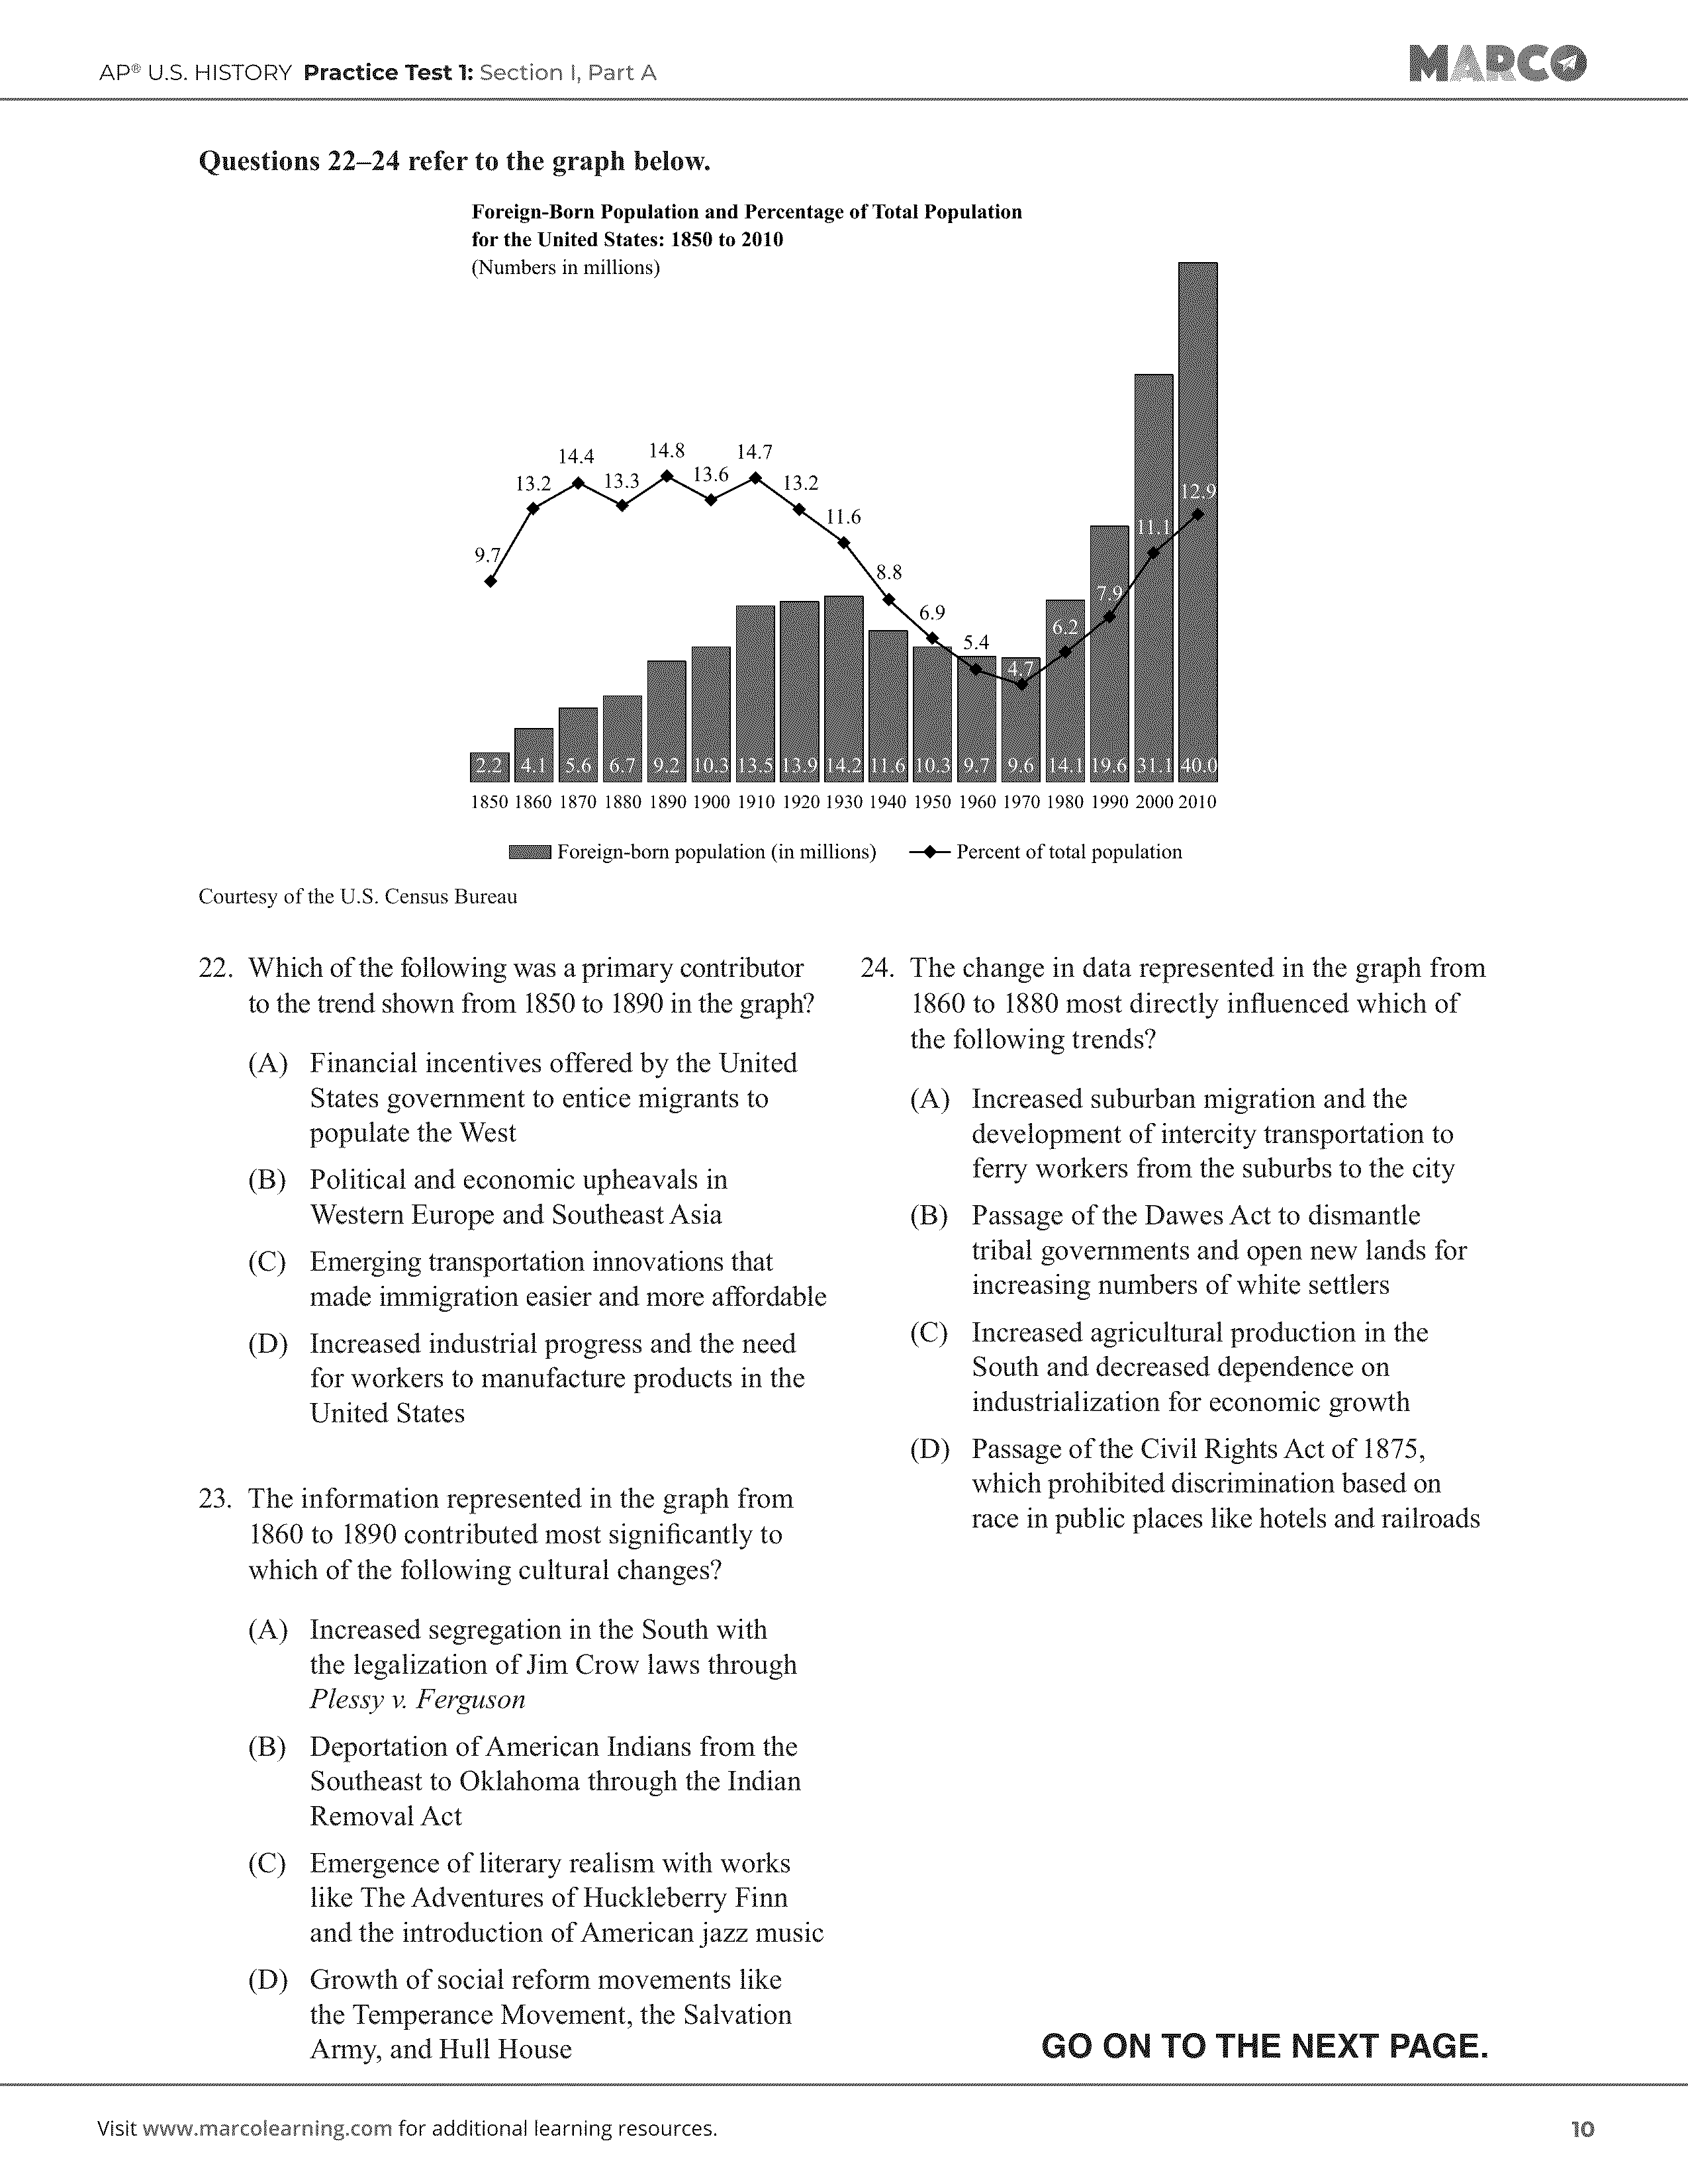 AP® U.S. HISTORY Practice Test 1: Section I, Part A
MARCO
Questions 22–24 refer to the graph below.
Foreign-Born Population and Percentage of Total Population
for the United States: 1850 to 2010
(Numbers in millions)
9.7
13.2
14.4
13.3
14.8
13.6
14.7
13.2
11.6
8.8
6.9
5.4
4.7
6.2
7.9
11.1
12.9
2.2 4.1 5.6 6.7 9.2 10.3 13.5 13.9 14.2 11.6 10.3 9.7 9.6 14.1 19.6 31.1 40.0
1850 1860 1870 1880 1890 1900 1910 1920 1930 1940 1950 1960 1970 1980 1990 2000 2010
Foreign-born population (in millions) Percent of total population
Courtesy of the U.S. Census Bureau
22. Which of the following was a primary contributor
to the trend shown from 1850 to 1890 in the graph?
(A) Financial incentives offered by the United
States government to entice migrants to
populate the West
(B) Political and economic upheavals in
Western Europe and Southeast Asia
(C) Emerging transportation innovations that
made immigration easier and more affordable
(D) Increased industrial progress and the need
for workers to manufacture products in the
United States
23. The information represented in the graph from
1860 to 1890 contributed most significantly to
which of the following cultural changes?
(A) Increased segregation in the South with
the legalization of Jim Crow laws through
Plessy v. Ferguson
(B) Deportation of American Indians from the
Southeast to Oklahoma through the Indian
Removal Act
(C) Emergence of literary realism with works
like The Adventures of Huckleberry Finn
and the introduction of American jazz music
(D) Growth of social reform movements like
the Temperance Movement, the Salvation
Army, and Hull House
24. The change in data represented in the graph from
1860 to 1880 most directly influenced which of
the following trends?
(A) Increased suburban migration and the
development of intercity transportation to
ferry workers from the suburbs to the city
(B) Passage of the Dawes Act to dismantle
tribal governments and open new lands for
increasing numbers of white settlers
(C) Increased agricultural production in the
South and decreased dependence on
industrialization for economic growth
(D) Passage of the Civil Rights Act of 1875,
which prohibited discrimination based on
race in public places like hotels and railroads
GO ON TO THE NEXT PAGE.
Visit www.marcolearning.com for additional learning resources.
10